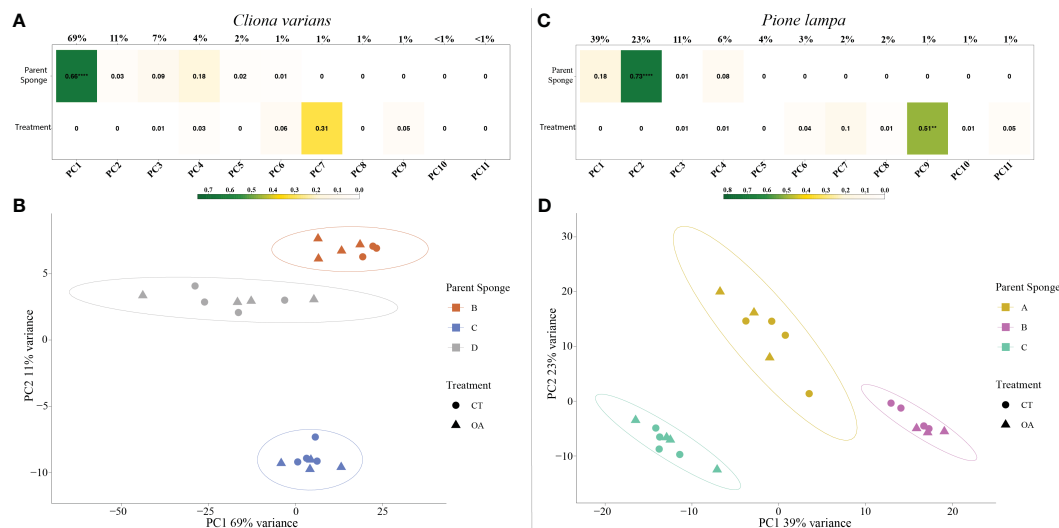 A
Cliona varians
69% 11% 7% 4% 2% 1% 1% 1% 1% <1% <1%
Parent
Sponge
0.66**** 0.03 0.09 0.18 0.02 0.01 0 0 0 0 0
Treatment
0 0 0.01 0.03 0 0.06 0.31 0 0.05 0 0
PC1 PC2 PC3 PC4 PC5 PC6 PC7 PC8 PC9 PC10 PC11
0.7 0.6 0.5 0.4 0.3 0.2 0.1 0.0
C
Pione lampa
39% 23% 11% 6% 4% 3% 2% 2% 1% 1% 1%
Parent
Sponge
0.18 0.73**** 0.01 0.08 0 0 0 0 0 0 0
Treatment
0 0 0.01 0.01 0 0.04 0.1 0.01 0.51** 0.01 0.05
PC1 PC2 PC3 PC4 PC5 PC6 PC7 PC8 PC9 PC10 PC11
0.8 0.7 0.6 0.5 0.4 0.3 0.2 0.1 0.0
B
PC2 11% variance
5
0
−5
−10
−50 −25 0 25
PC1 69% variance
Parent Sponge
B
C
D
Treatment
CT
OA
D
PC2 23% variance
30
20
10
0
−10
−20 −10 0 10 20
PC1 39% variance
Parent Sponge
A
B
C
Treatment
CT
OA